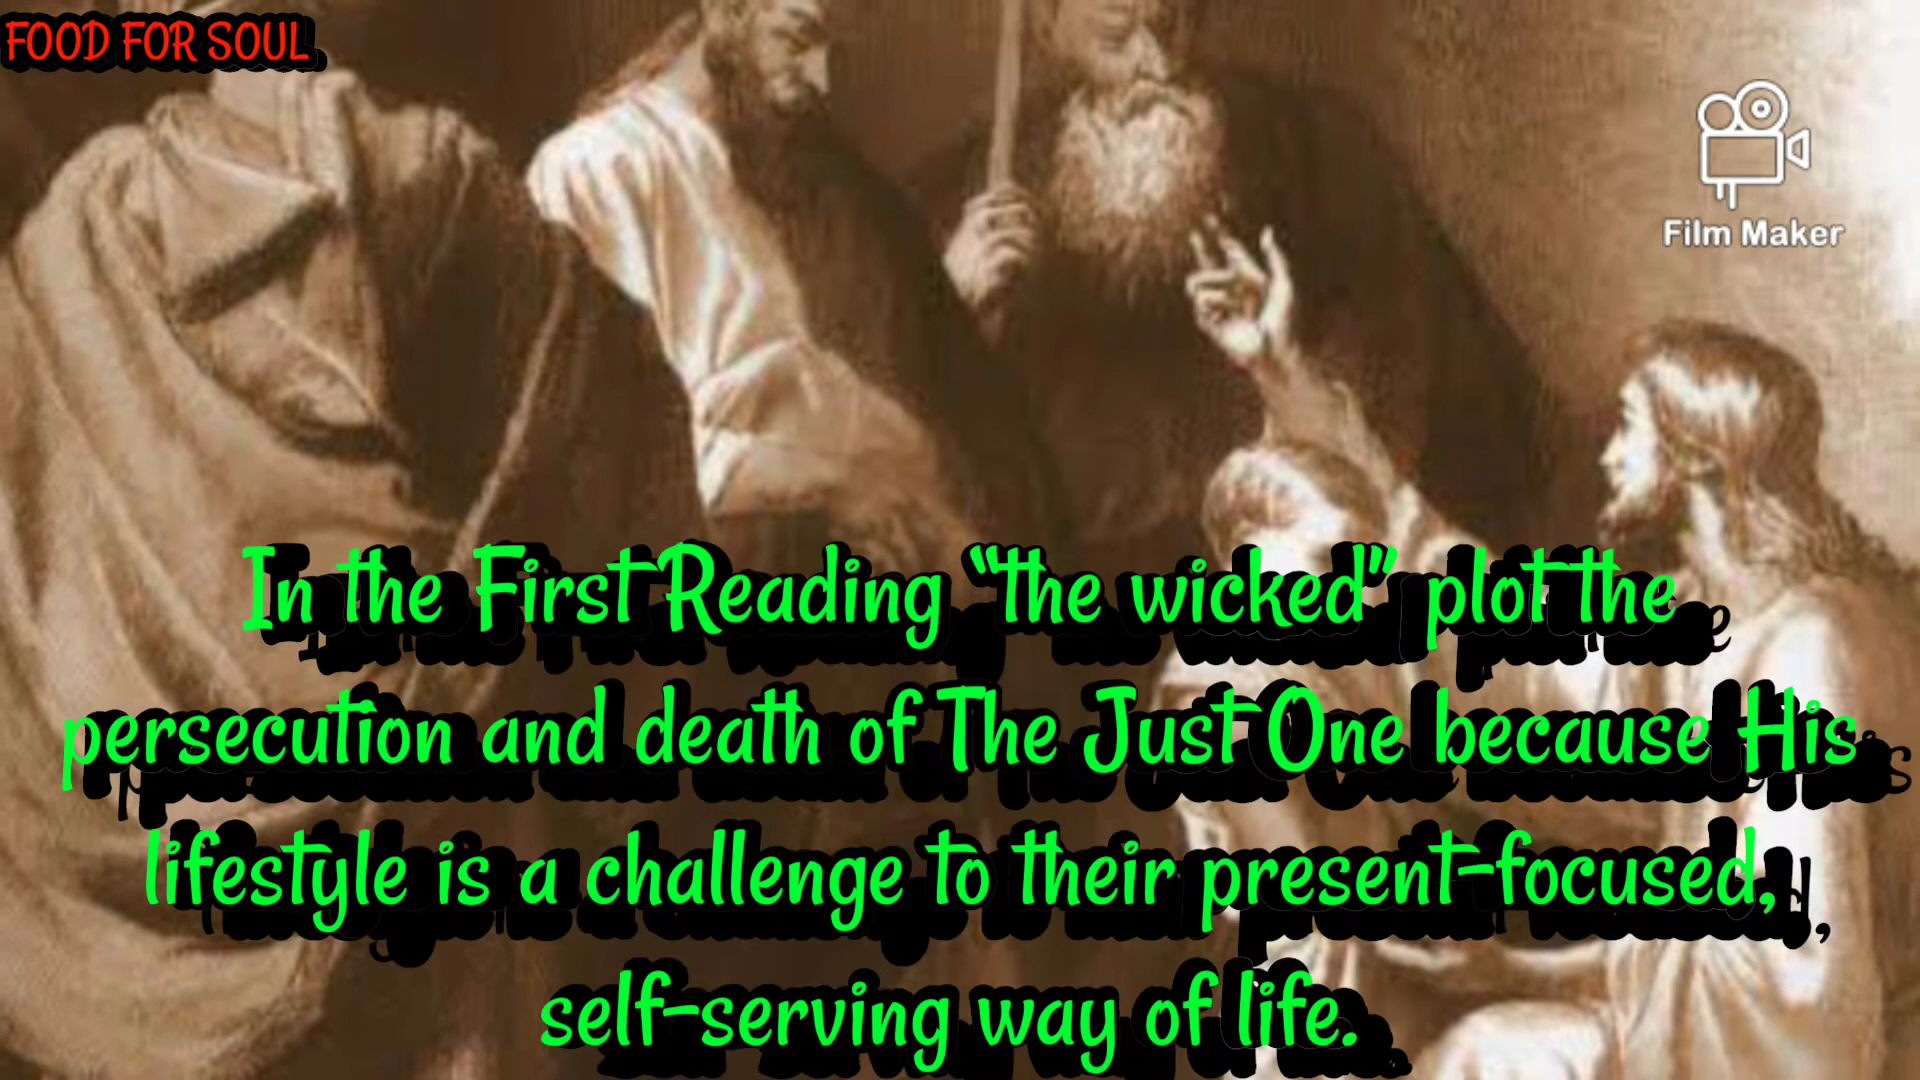 FOOD FOR SOUL
Film Maker
In the First Reading “the wicked” plot the
persecution and death of The Just One because His
lifestyle is a challenge to their present-focused,
self-serving way of life.